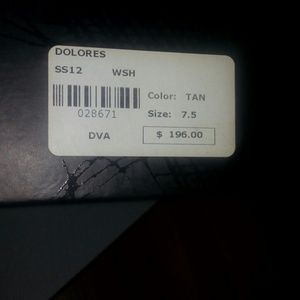 DOLORES
SS12 WSH
Color: TAN
028671 Size: 7.5
DVA $ 196.00